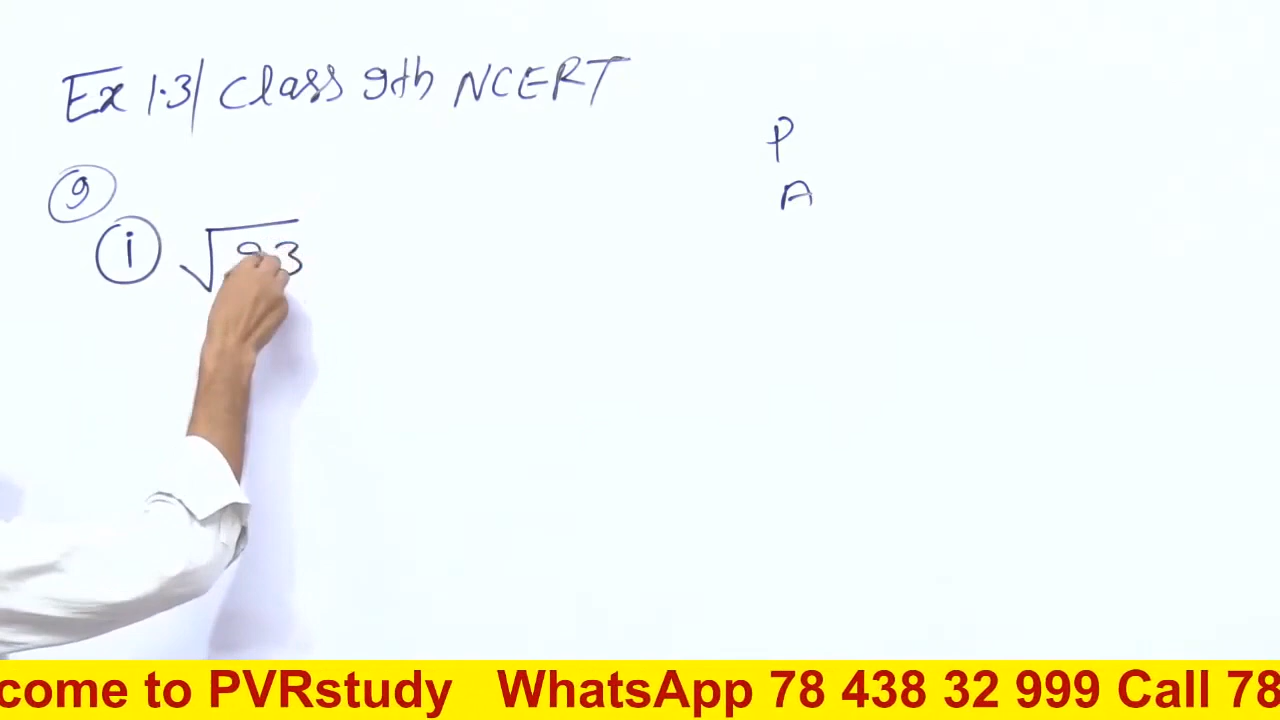 Ex 1.3| Class 9th NCERT
P
A
9
i √
come to PVRstudy WhatsApp 78 438 32 999 Call 78